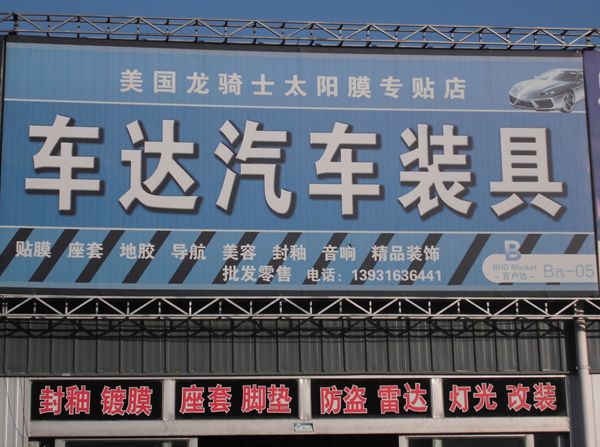 美国龙骑士太阳膜专贴店
车达汽车装具
贴膜 座套 地胶 导航 美容 封釉 音响 精品装饰
批发零售 电话：13931636441
B
BHD Market
- 百户达 -
B西-05
封釉 镀膜 座套 脚垫 防盗 雷达 灯光 改装